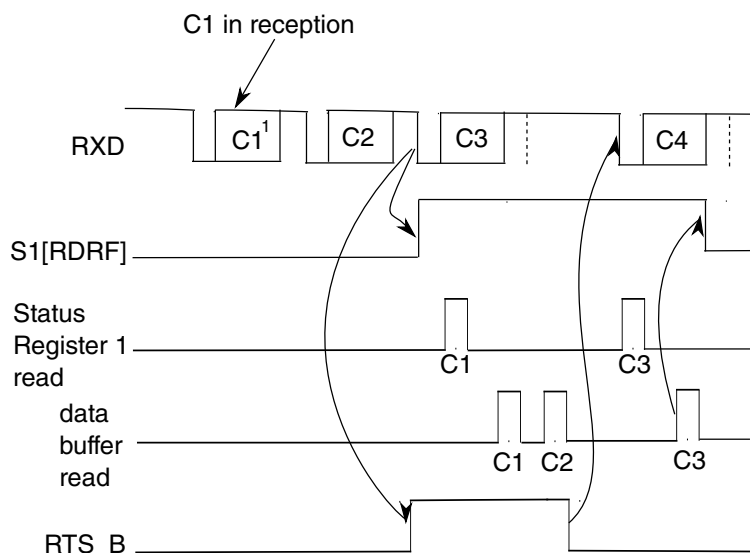 C1 in reception
RXD
C1 1
C2
C3
C4
S1[RDRF]
Status
Register 1
read
C1
C3
data
buffer
read
C1
C2
C3
RTS_B